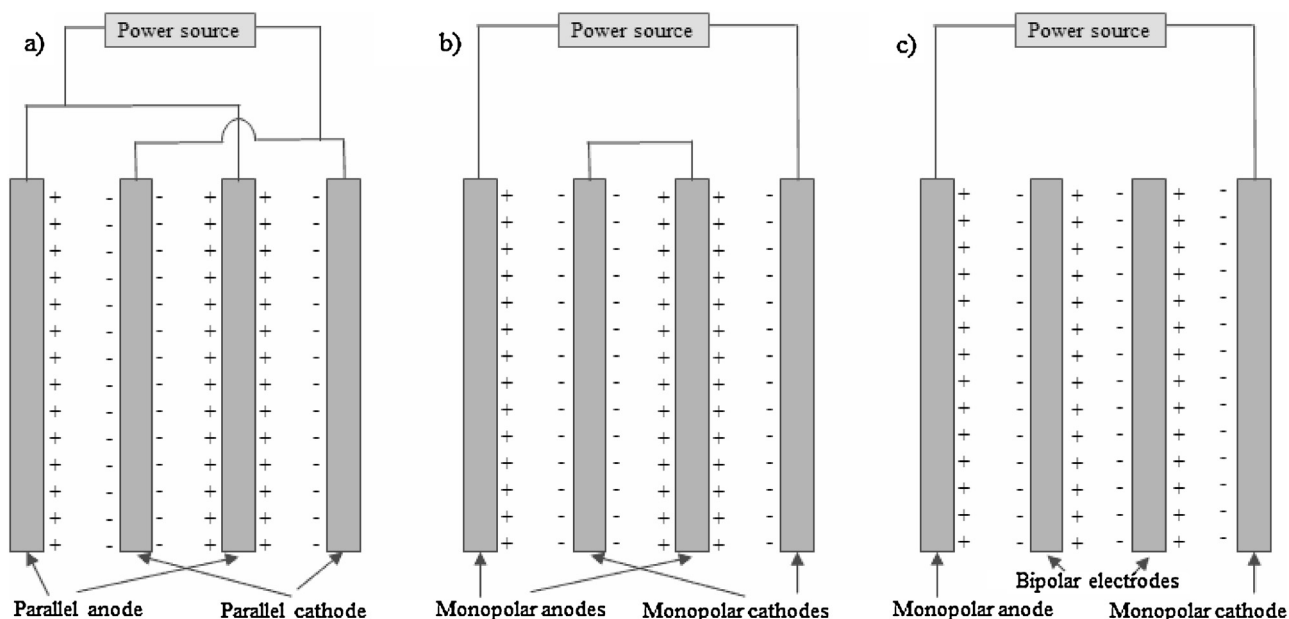 a)
Power source
Parallel anode
Parallel cathode
b)
Power source
Monopolar anodes
Monopolar cathodes
c)
Power source
Bipolar electrodes
Monopolar anode
Monopolar cathode